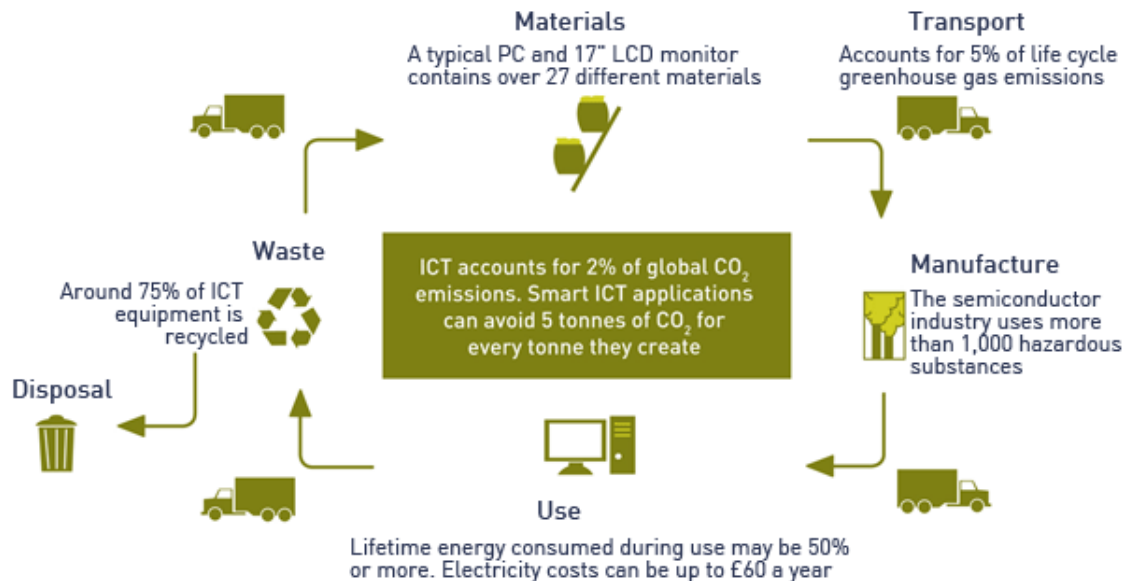 Materials
A typical PC and 17" LCD monitor
contains over 27 different materials
Transport
Accounts for 5% of life cycle
greenhouse gas emissions
Waste
Around 75% of ICT
equipment is
recycled
ICT accounts for 2% of global CO₂
emissions. Smart ICT applications
can avoid 5 tonnes of CO₂ for
every tonne they create
Manufacture
The semiconductor
industry uses more
than 1,000 hazardous
substances
Disposal
Use
Lifetime energy consumed during use may be 50%
or more. Electricity costs can be up to £60 a year